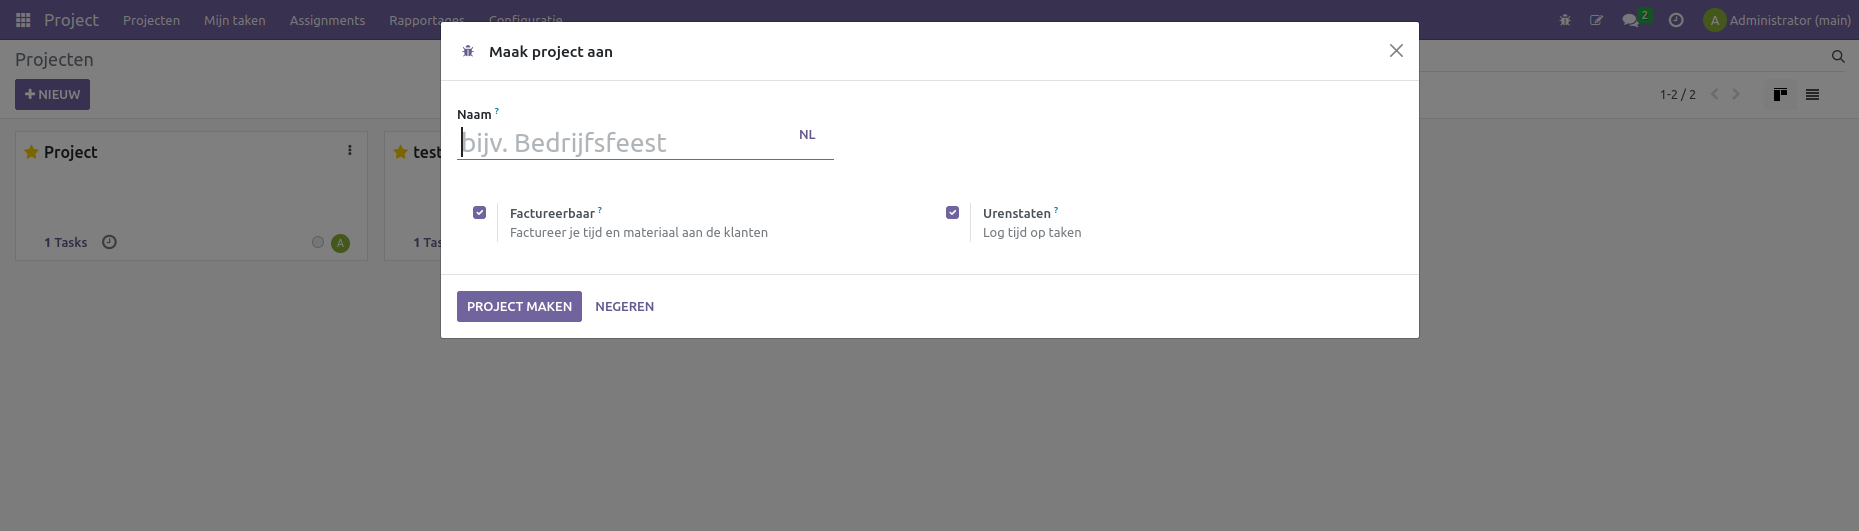 Project Projecten Mijn taken Assignments Rapportages Configuratie 2 A Administrator (main)
Projecten
NIEUW
1-2 / 2
Maak project aan
Naam ?
bijv. Bedrijfsfeest NL
Factureerbaar ?
Factureer je tijd en materiaal aan de klanten
Urenstaten ?
Log tijd op taken
PROJECT MAKEN NEGEREN
Project
1 Tasks A
test
1